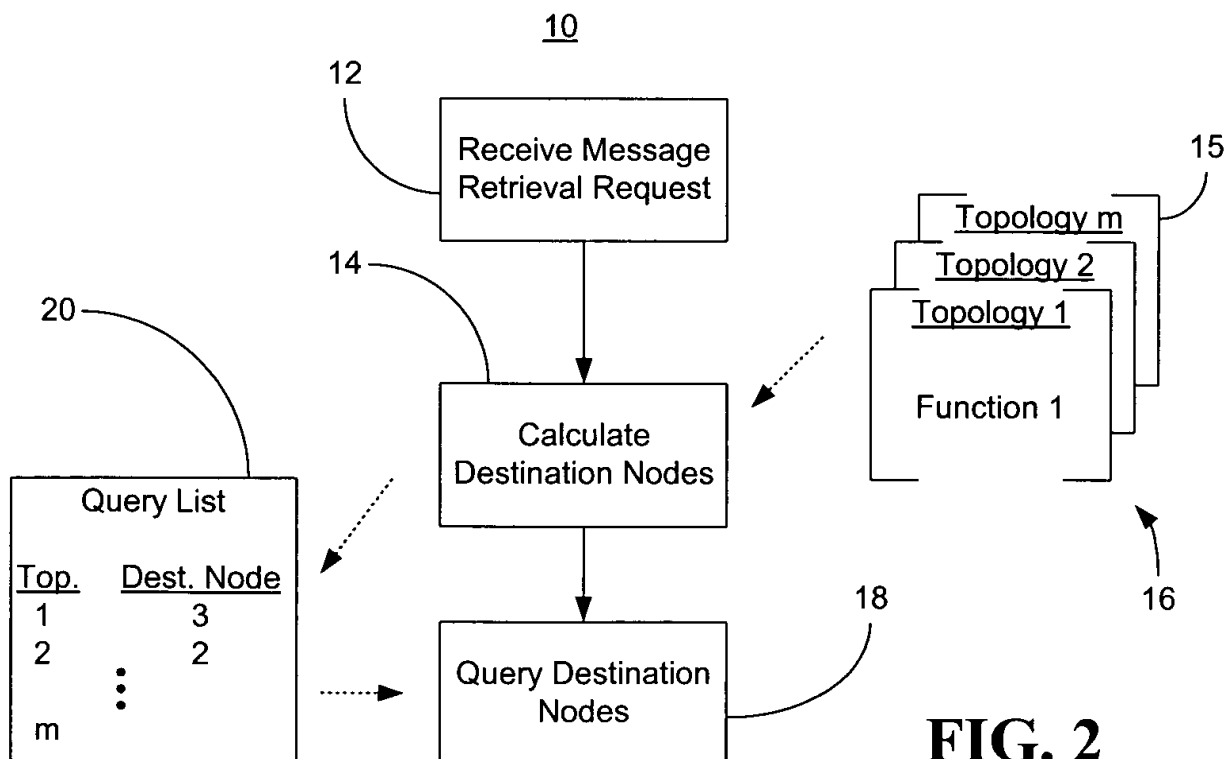 10
12
Receive Message
Retrieval Request
15
Topology m
Topology 2
Topology 1
Function 1
16
14
Calculate
Destination Nodes
20
Query List
Top. Dest. Node
1 3
2 2
m
18
Query Destination
Nodes
FIG. 2